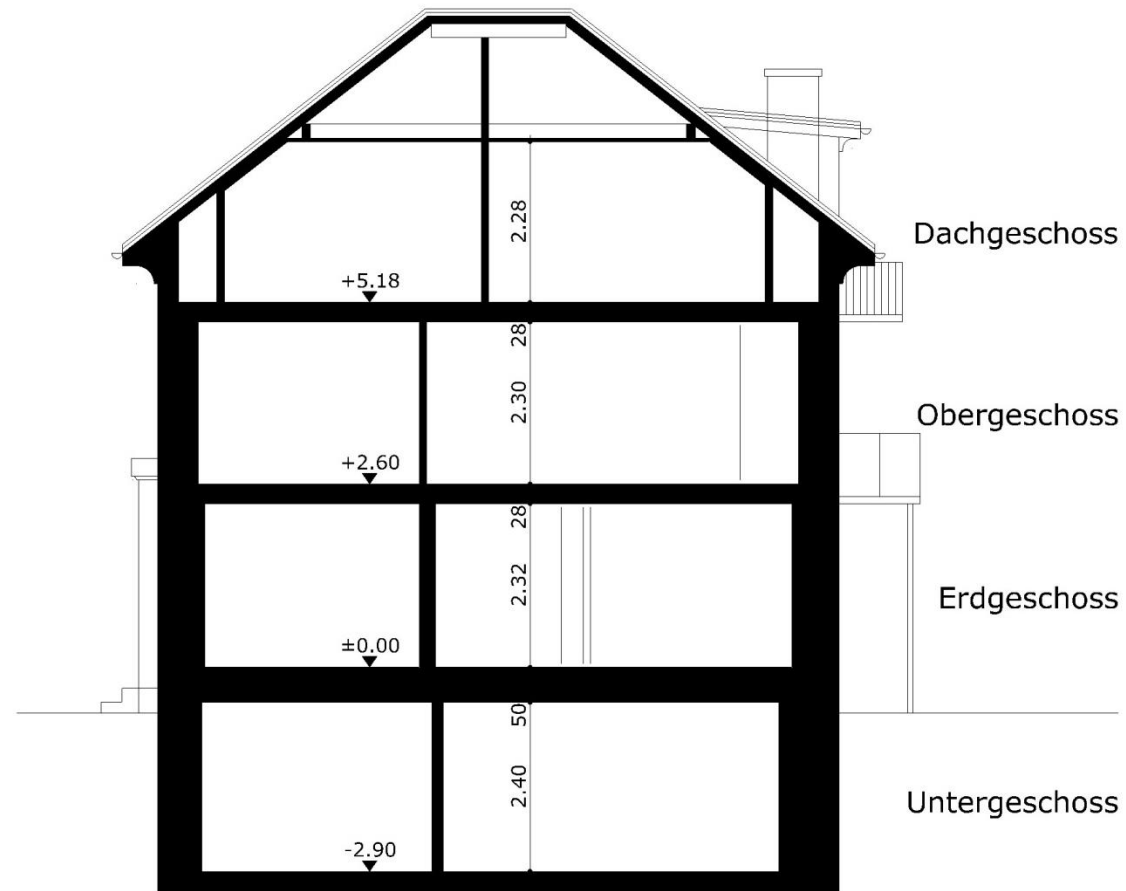 2.28
Dachgeschoss
+5.18
28
2.30
Obergeschoss
+2.60
28
2.32
Erdgeschoss
±0.00
50
2.40
Untergeschoss
-2.90